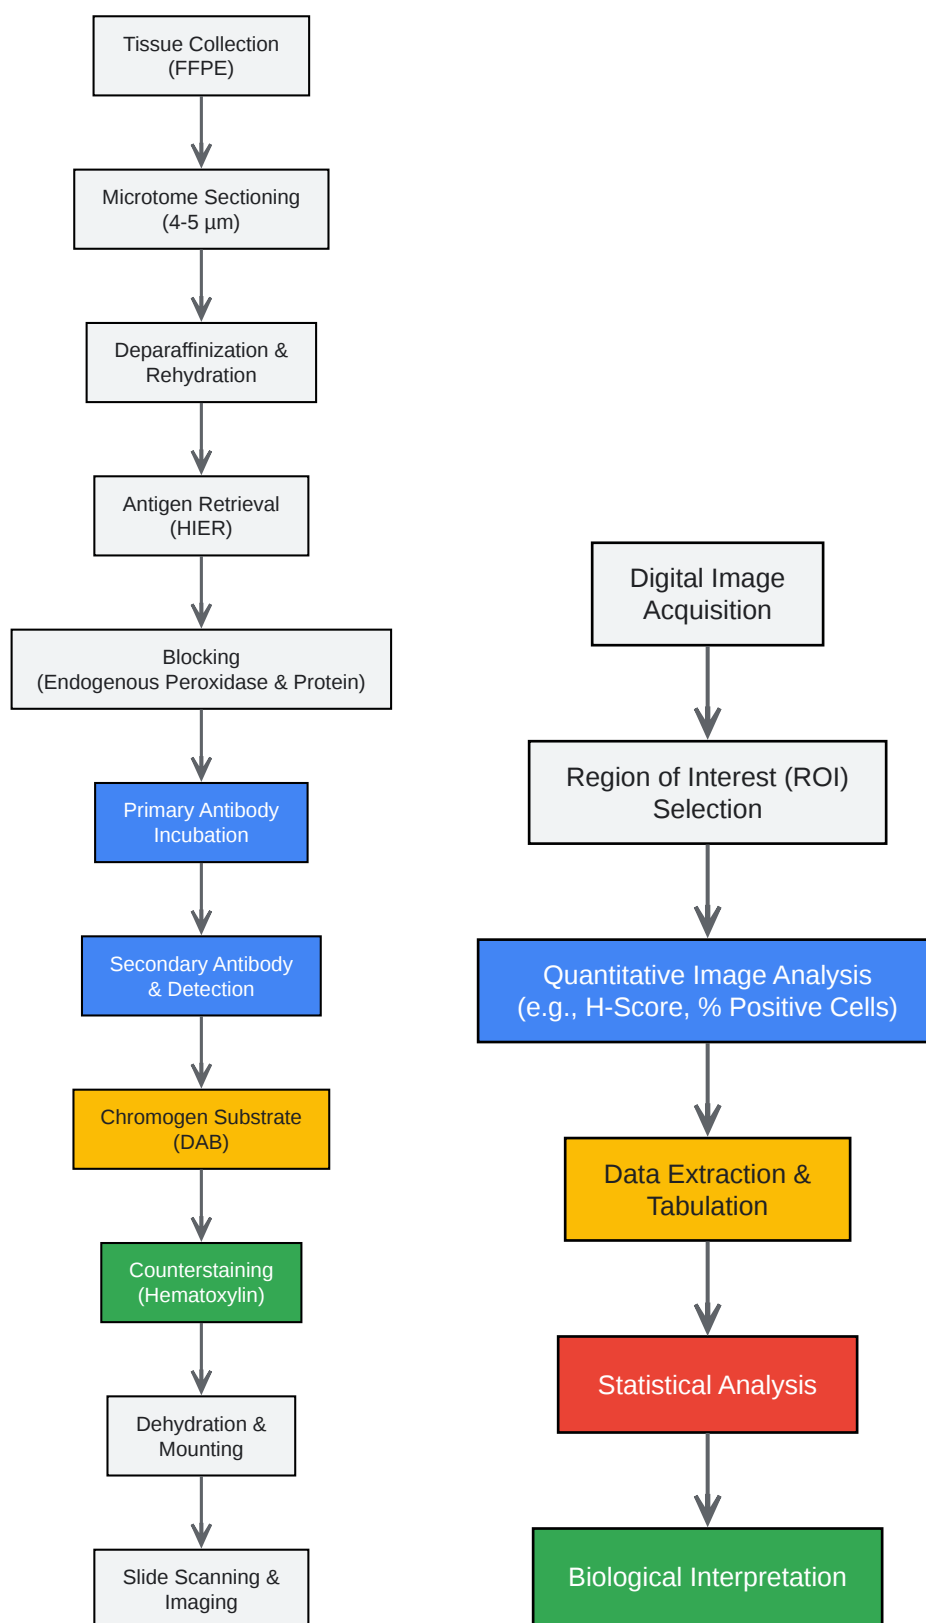 Tissue Collection
(FFPE)
Microtome Sectioning
(4-5 µm)
Deparaffinization &
Rehydration
Antigen Retrieval
(HIER)
Blocking
(Endogenous Peroxidase & Protein)
Primary Antibody
Incubation
Secondary Antibody
& Detection
Chromogen Substrate
(DAB)
Counterstaining
(Hematoxylin)
Dehydration &
Mounting
Slide Scanning &
Imaging
Digital Image
Acquisition
Region of Interest (ROI)
Selection
Quantitative Image Analysis
(e.g., H-Score, % Positive Cells)
Data Extraction &
Tabulation
Statistical Analysis
Biological Interpretation